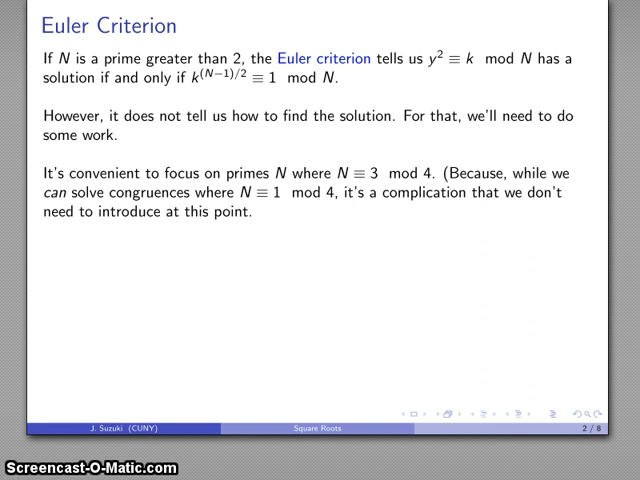 Euler Criterion
If N is a prime greater than 2, the Euler criterion tells us y² ≡ k mod N has a
solution if and only if k^(N−1)/2 ≡ 1 mod N.
However, it does not tell us how to find the solution. For that, we'll need to do
some work.
It's convenient to focus on primes N where N ≡ 3 mod 4. (Because, while we
can solve congruences where N ≡ 1 mod 4, it's a complication that we don't
need to introduce at this point.
J. Suzuki (CUNY)
Square Roots
2 / 8
Screencast-O-Matic.com